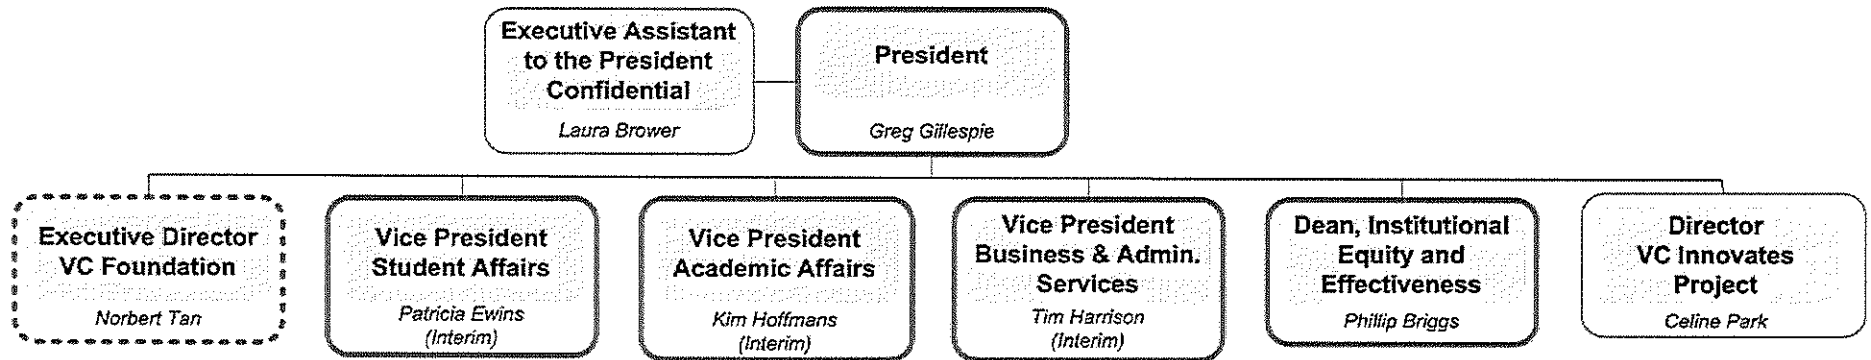 Executive Assistant
to the President
Confidential
Laura Brower
President
Greg Gillespie
Executive Director
VC Foundation
Norbert Tan
Vice President
Student Affairs
Patricia Ewins
(Interim)
Vice President
Academic Affairs
Kim Hoffmans
(Interim)
Vice President
Business & Admin.
Services
Tim Harrison
(Interim)
Dean, Institutional
Equity and
Effectiveness
Phillip Briggs
Director
VC Innovates
Project
Celine Park